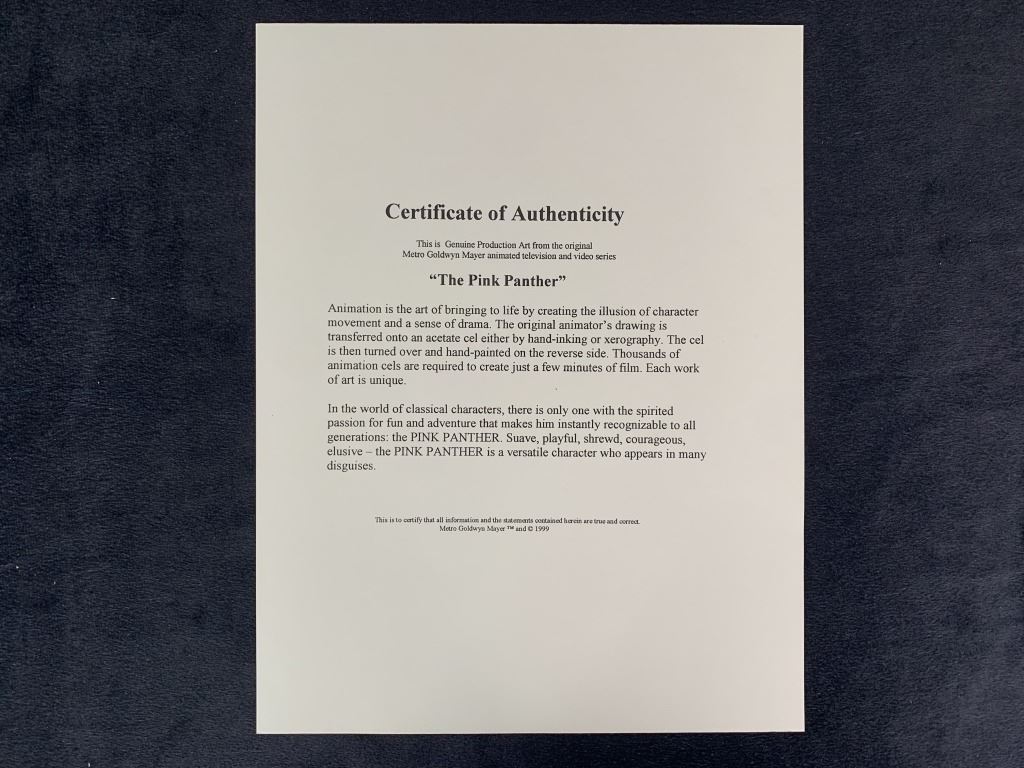 Certificate of Authenticity
This is Genuine Production Art from the original
Metro Goldwyn Mayer animated television and video series
“The Pink Panther”
Animation is the art of bringing to life by creating the illusion of character
movement and a sense of drama. The original animator’s drawing is
transferred onto an acetate cel either by hand-inking or xerography. The cel
is then turned over and hand-painted on the reverse side. Thousands of
animation cels are required to create just a few minutes of film. Each work
of art is unique.
In the world of classical characters, there is only one with the spirited
passion for fun and adventure that makes him instantly recognizable to all
generations: the PINK PANTHER. Suave, playful, shrewd, courageous,
elusive – the PINK PANTHER is a versatile character who appears in many
disguises.
This is to certify that all information and the statements contained herein are true and correct.
Metro Goldwyn Mayer ™ and © 1999